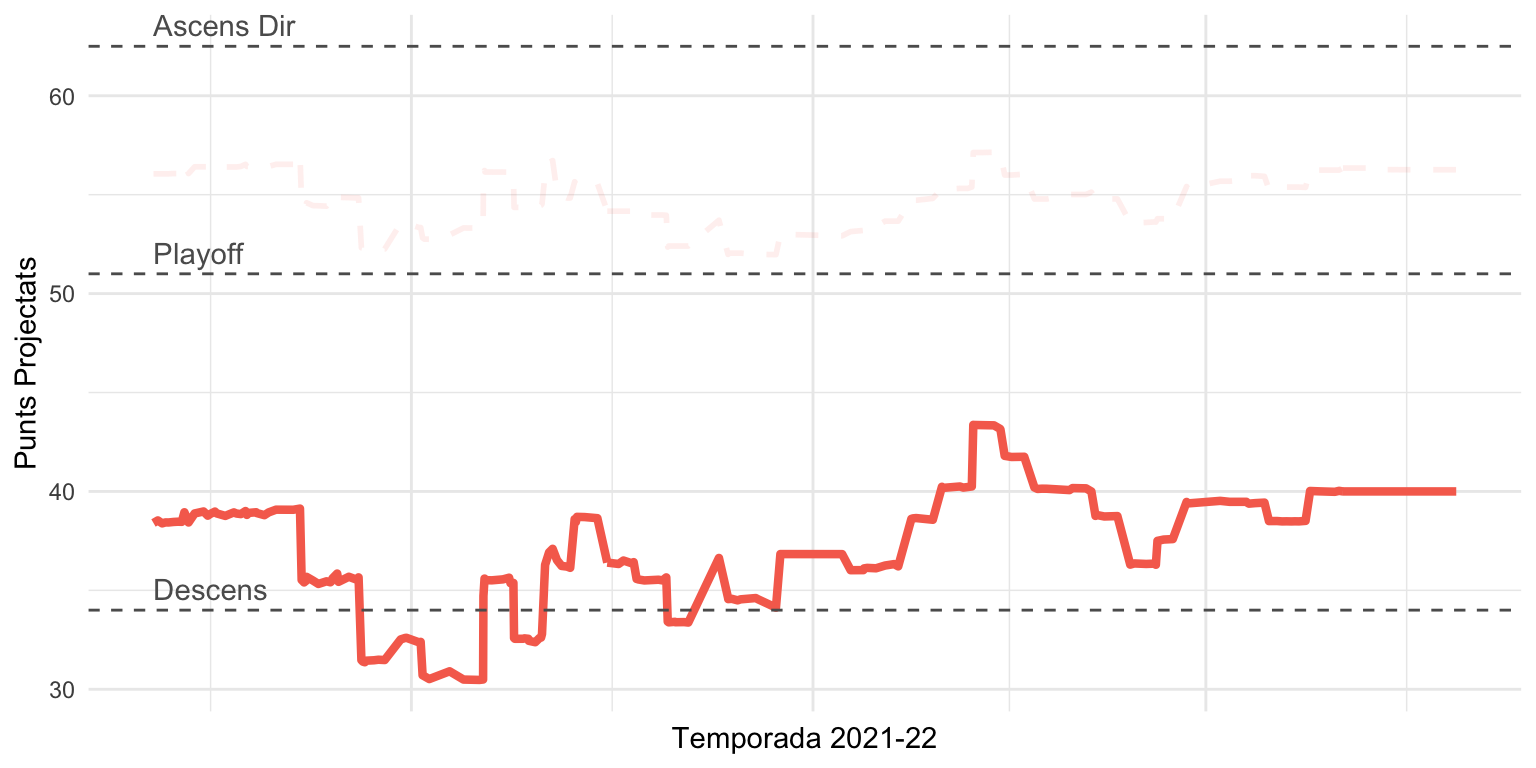 Ascens Dir
60
Playoff
50
Punts Projectats
40
Descens
30
Temporada 2021-22